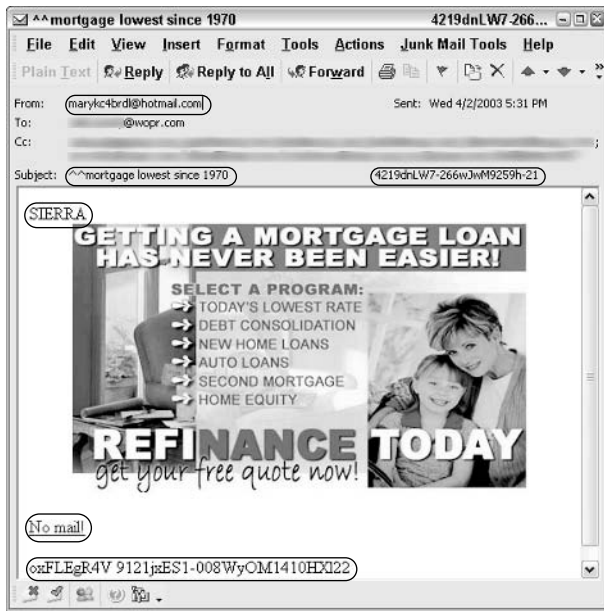 ^^mortgage lowest since 1970 4219dnLW7-266...
File Edit View Insert Format Tools Actions Junk Mail Tools Help
Plain Text Reply Reply to All Forward »
From: marykc4brdl@hotmail.com Sent: Wed 4/2/2003 5:31 PM
To: @wopr.com
Cc: ;
Subject: ^^mortgage lowest since 1970 4219dnLW7-266wJwM9259h-21
SIERRA
GETTING A MORTGAGE LOAN
HAS NEVER BEEN EASIER!
SELECT A PROGRAM:
TODAY'S LOWEST RATE
DEBT CONSOLIDATION
NEW HOME LOANS
AUTO LOANS
SECOND MORTGAGE
HOME EQUITY
REFINANCE TODAY
get your free quote now!
No mail!
oxFLEgR4V 9121jxES1-008WyOM1410HXl22